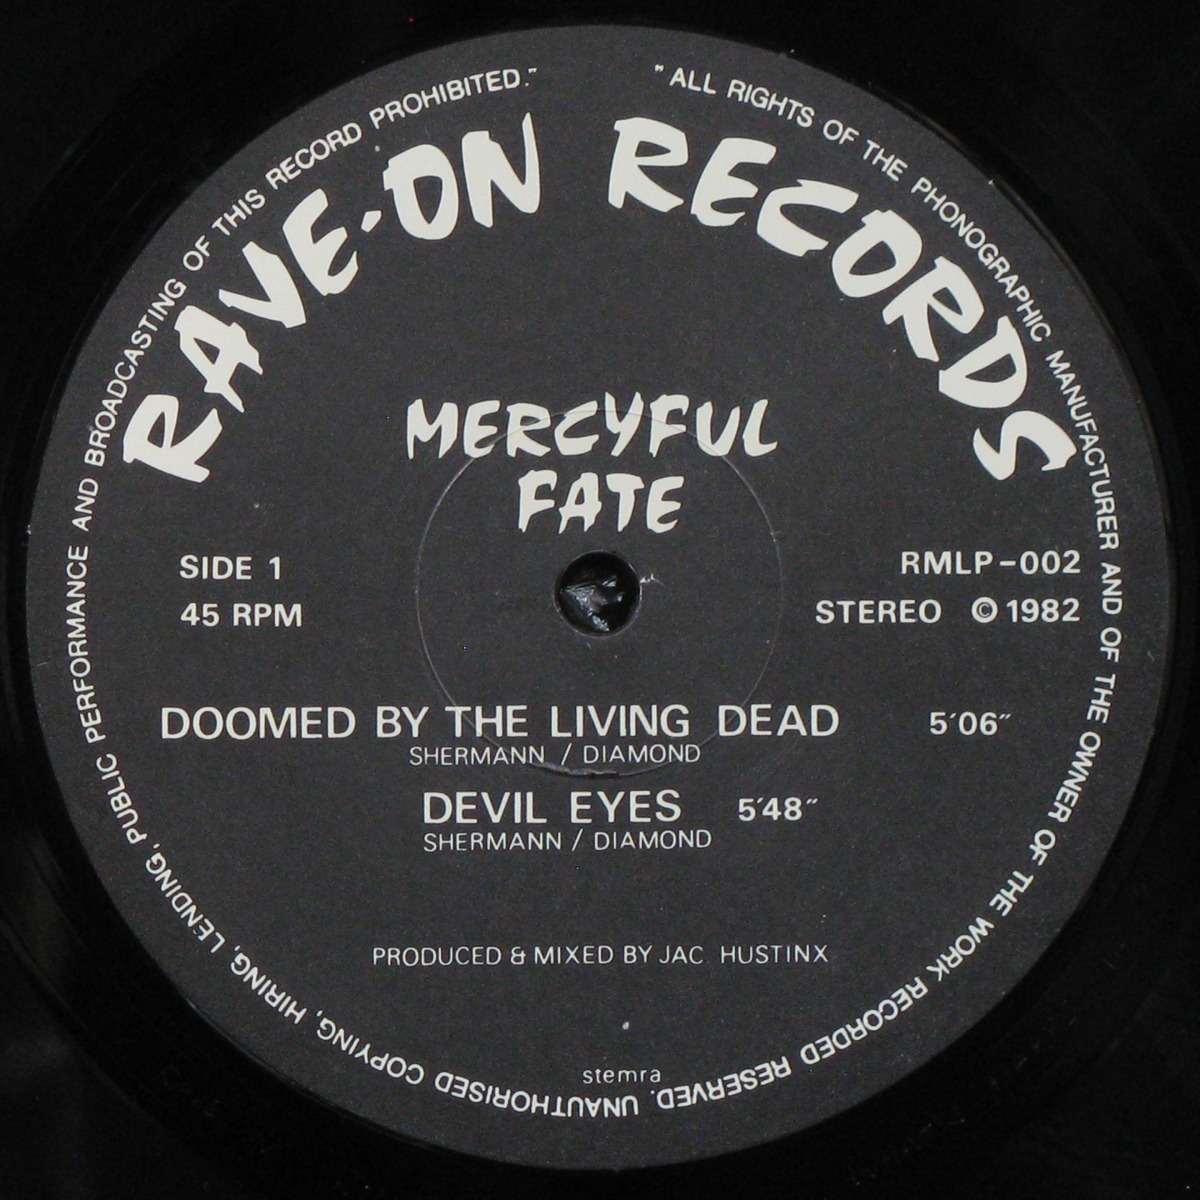 "ALL RIGHTS OF THE PHONOGRAPHIC MANUFACTURER AND OF THE OWNER OF THE WORK RECORDED RESERVED. UNAUTHORISED COPYING, HIRING, LENDING, PUBLIC PERFORMANCE AND BROADCASTING OF THIS RECORD PROHIBITED."
RAVE-ON RECORDS
MERCYFUL
FATE
SIDE 1
45 RPM
RMLP-002
STEREO © 1982
DOOMED BY THE LIVING DEAD 5'06"
SHERMANN / DIAMOND
DEVIL EYES 5'48"
SHERMANN / DIAMOND
PRODUCED & MIXED BY JAC HUSTINX
stemra